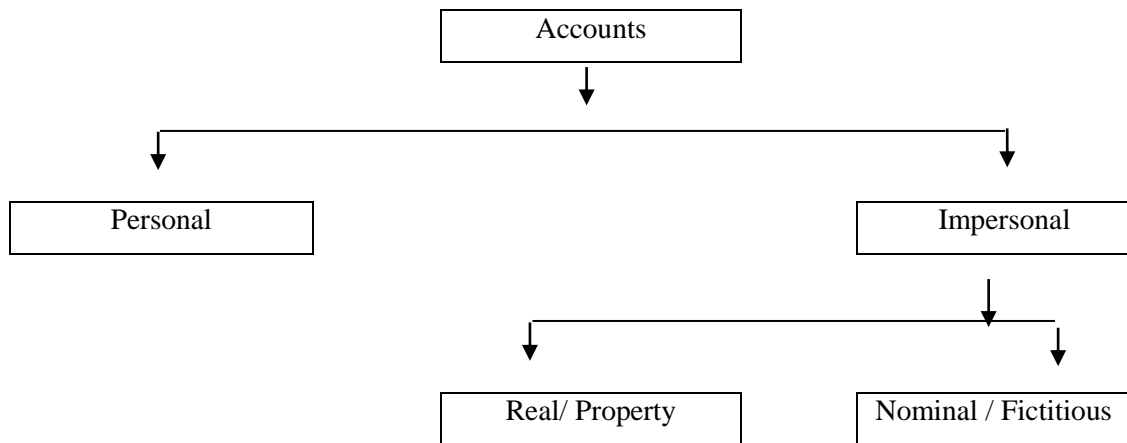 Accounts
Personal
Impersonal
Real/ Property
Nominal / Fictitious